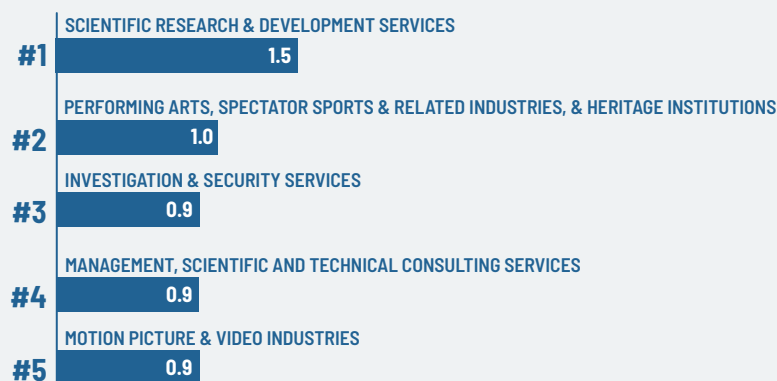 SCIENTIFIC RESEARCH & DEVELOPMENT SERVICES
#1 1.5
PERFORMING ARTS, SPECTATOR SPORTS & RELATED INDUSTRIES, & HERITAGE INSTITUTIONS
#2 1.0
INVESTIGATION & SECURITY SERVICES
#3 0.9
MANAGEMENT, SCIENTIFIC AND TECHNICAL CONSULTING SERVICES
#4 0.9
MOTION PICTURE & VIDEO INDUSTRIES
#5 0.9